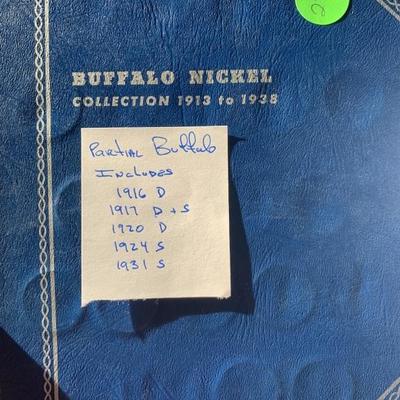 BUFFALO NICKEL
COLLECTION 1913 to 1938
Partial Buffalo
Includes
1916 D
1917 D + S
1920 D
1924 S
1931 S